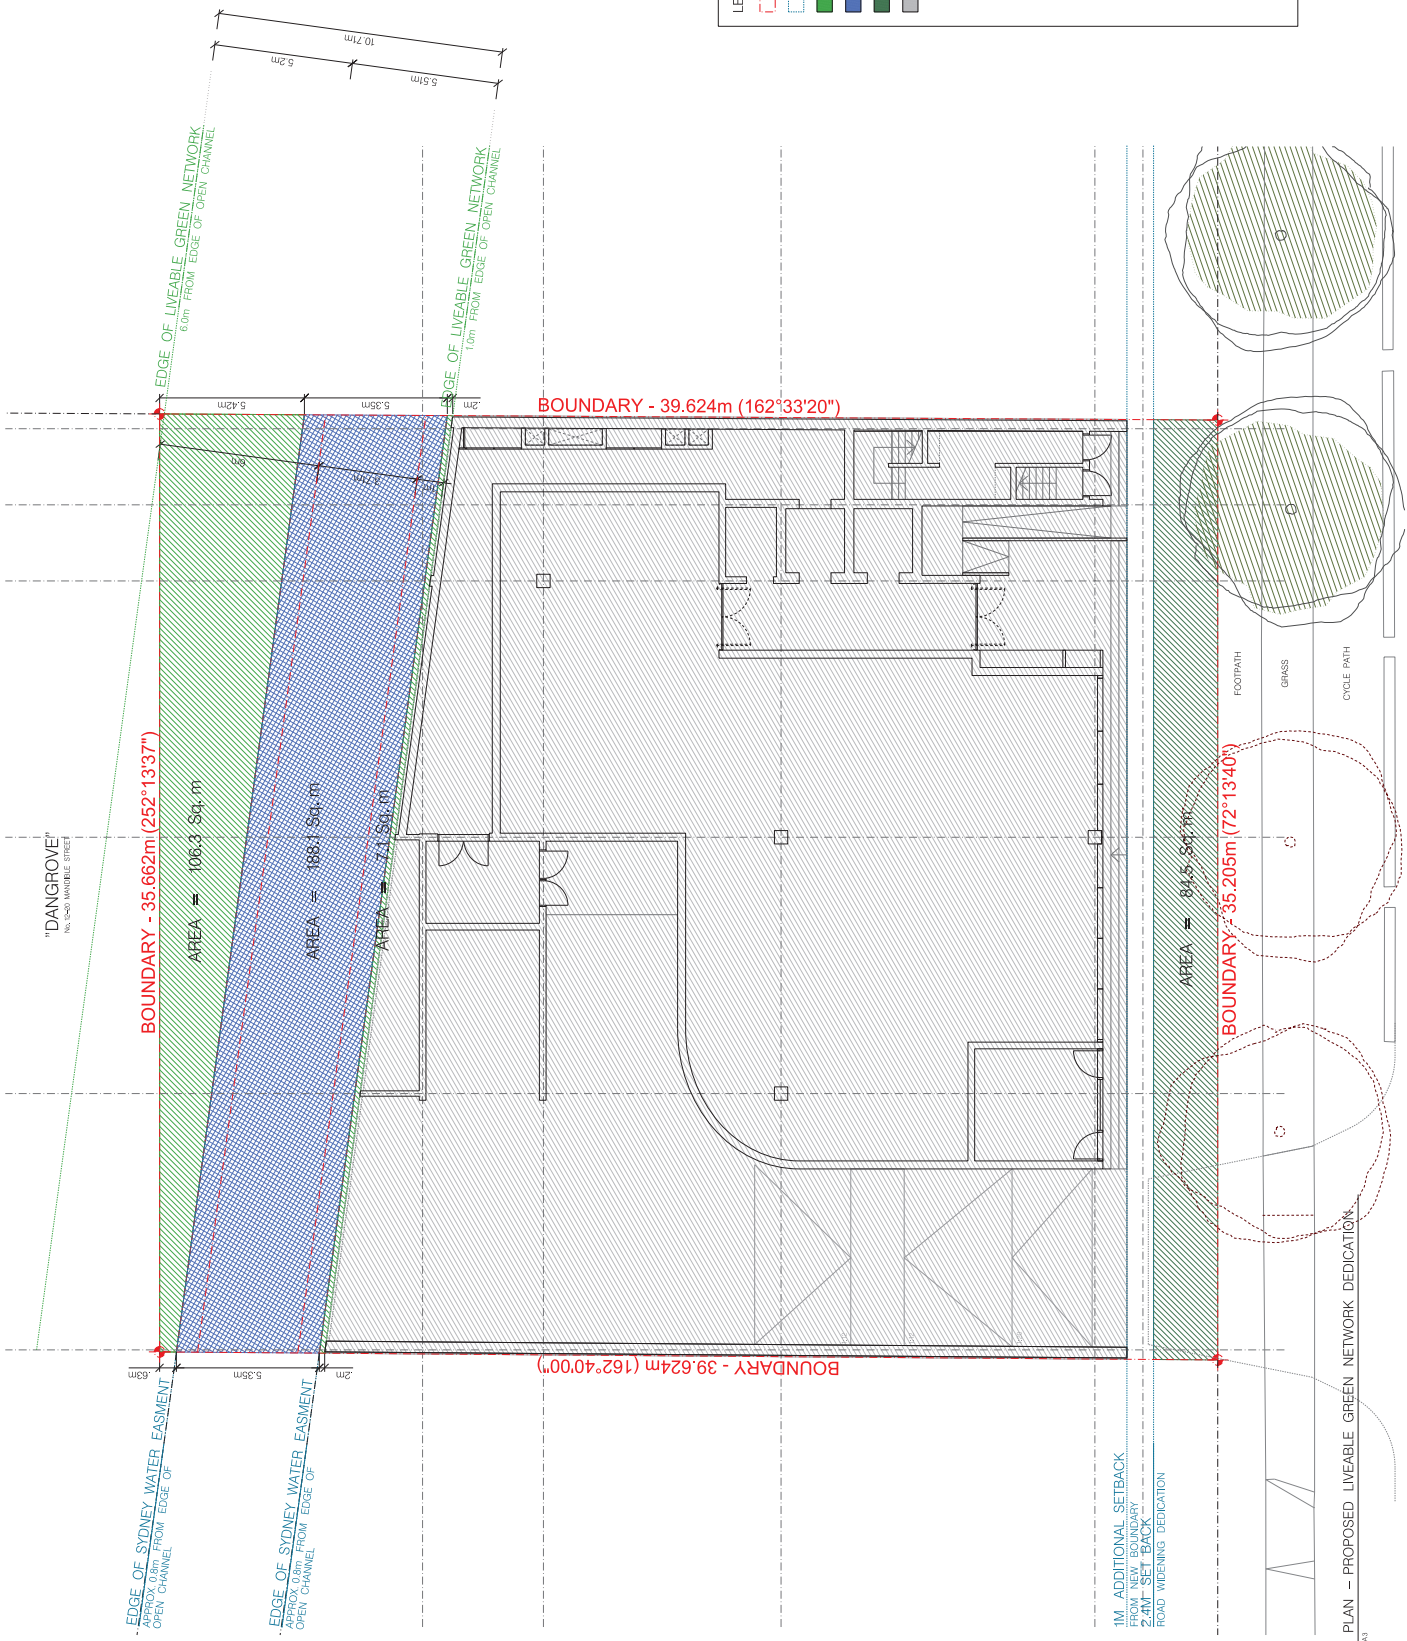 LE
10.71m
5.2m
5.51m
EDGE OF LIVEABLE GREEN NETWORK
6.0m FROM EDGE OF OPEN CHANNEL
EDGE OF LIVEABLE GREEN NETWORK
1.0m FROM EDGE OF OPEN CHANNEL
5.42m
5.35m
.2m
BOUNDARY - 39.624m (162°33'20")
6m
3.71m
1m
"DANGROVE"
BOUNDARY - 35.662m (252°13'37")
AREA = 106.3 Sq. m
AREA = 188.1 Sq. m
AREA = 7.1 Sq. m
AREA = 84.5 Sq. m
BOUNDARY - 35.205m (72°13'40")
FOOTPATH
GRASS
CYCLE PATH
.63m
5.35m
.2m
BOUNDARY - 39.624m (162°40'00")
EDGE OF SYDNEY WATER EASMENT
APPROX. 0.8m FROM EDGE OF
OPEN CHANNEL
EDGE OF SYDNEY WATER EASMENT
APPROX. 0.8m FROM EDGE OF
OPEN CHANNEL
1M ADDITIONAL SETBACK
FROM NEW BOUNDARY
2.4M SET BACK
ROAD WIDENING DEDICATION
PLAN - PROPOSED LIVEABLE GREEN NETWORK DEDICATION
A3